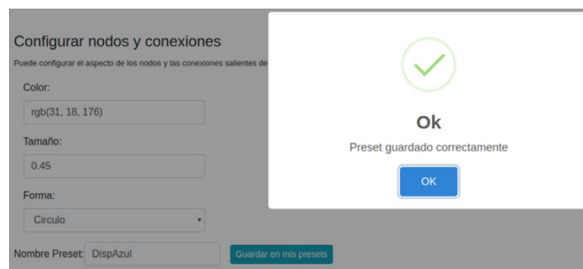 Configurar nodos y conexiones
Puede configurar el aspecto de los nodos y las conexiones salientes de
Color:
rgb(31, 18, 176)
Tamaño:
0.45
Forma:
Circulo
Nombre Preset: DispAzul Guardar en mis presets
Ok
Preset guardado correctamente
OK